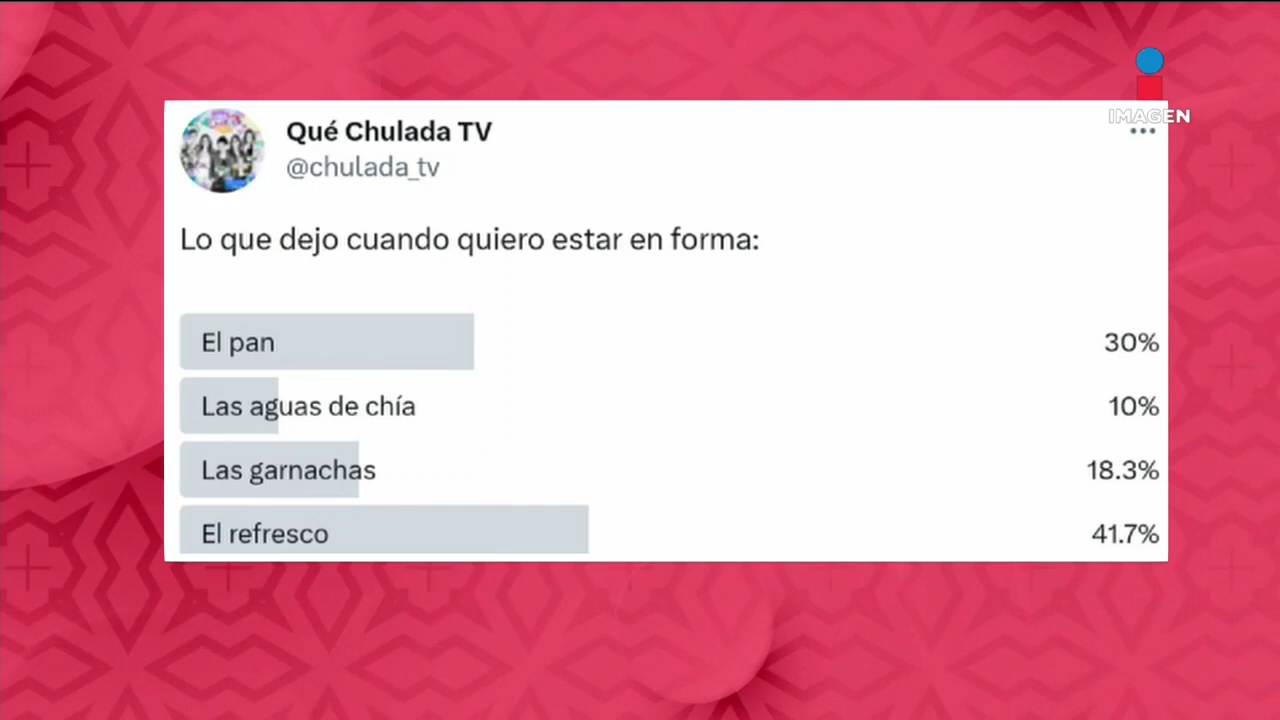 IMAGEN
Qué Chulada TV
@chulada_tv
Lo que dejo cuando quiero estar en forma:
El pan 30%
Las aguas de chía 10%
Las garnachas 18.3%
El refresco 41.7%